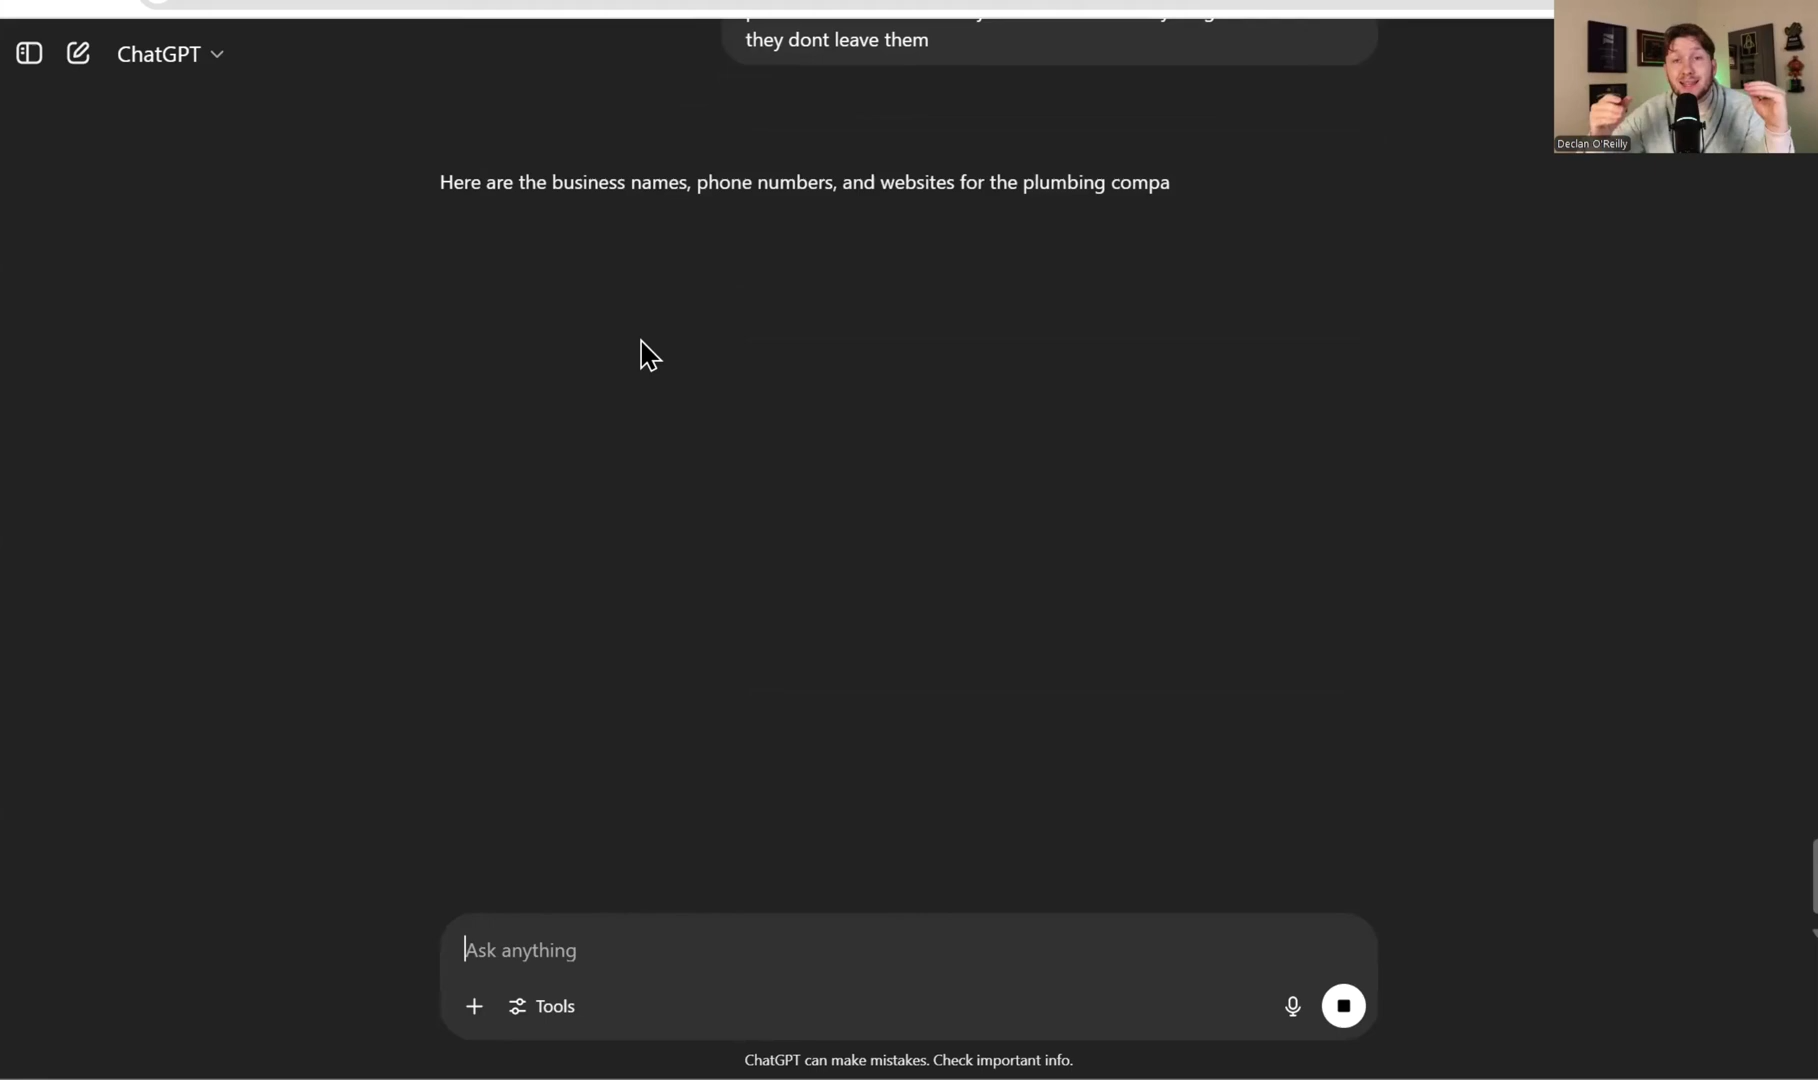 they dont leave them
ChatGPT
Declan O'Reilly
Here are the business names, phone numbers, and websites for the plumbing compa
Ask anything
Tools
ChatGPT can make mistakes. Check important info.